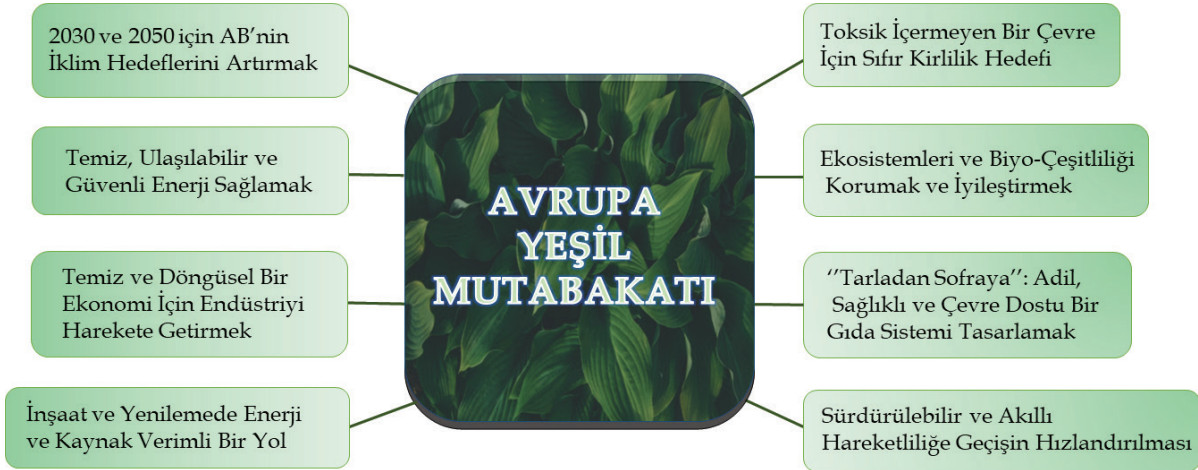 2030 ve 2050 için AB’nin
İklim Hedeflerini Artırmak
Temiz, Ulaşılabilir ve
Güvenli Enerji Sağlamak
Temiz ve Döngüsel Bir
Ekonomi İçin Endüstriyi
Harekete Getirmek
İnşaat ve Yenilemede Enerji
ve Kaynak Verimli Bir Yol
AVRUPA
YEŞİL
MUTABAKATI
Toksik İçermeyen Bir Çevre
İçin Sıfır Kirlilik Hedefi
Ekosistemleri ve Biyo-Çeşitliliği
Korumak ve İyileştirmek
‘’Tarladan Sofraya’’: Adil,
Sağlıklı ve Çevre Dostu Bir
Gıda Sistemi Tasarlamak
Sürdürülebilir ve Akıllı
Hareketliliğe Geçişin Hızlandırılması